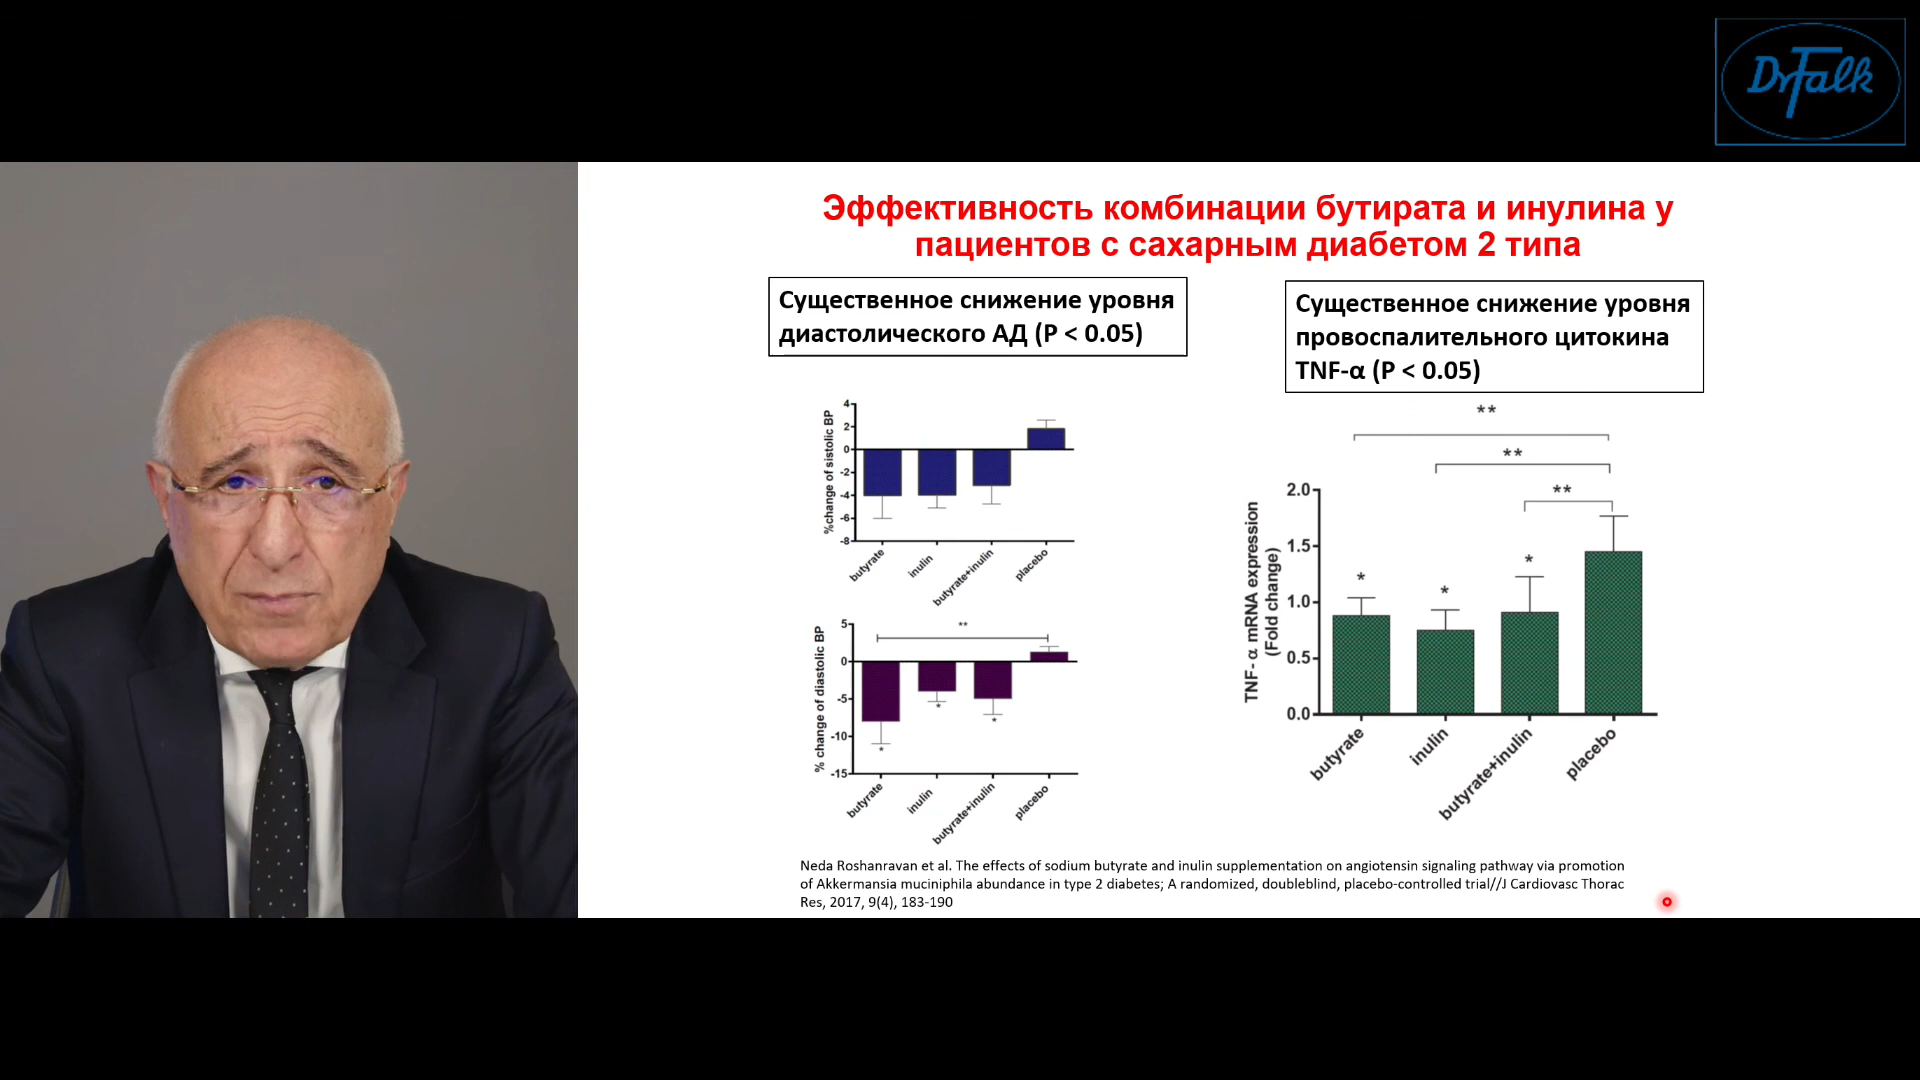 Dr Falk
Эффективность комбинации бутирата и инулина у
пациентов с сахарным диабетом 2 типа
Существенное снижение уровня
диастолического АД (P < 0.05)
Существенное снижение уровня
провоспалительного цитокина
TNF-α (P < 0.05)
%change of sistolic BP
4
2
0
-2
-4
-6
-8
butyrate
inulin
butyrate+inulin
placebo
% change of diastolic BP
5
0
-5
-10
-15
**
*
*
*
butyrate
inulin
butyrate+inulin
placebo
**
**
**
TNF- α mRNA expression
(Fold change)
2.0
1.5
1.0
0.5
0.0
*
*
*
butyrate
inulin
butyrate+inulin
placebo
Neda Roshanravan et al. The effects of sodium butyrate and inulin supplementation on angiotensin signaling pathway via promotion
of Akkermansia muciniphila abundance in type 2 diabetes; A randomized, doubleblind, placebo-controlled trial//J Cardiovasc Thorac
Res, 2017, 9(4), 183-190